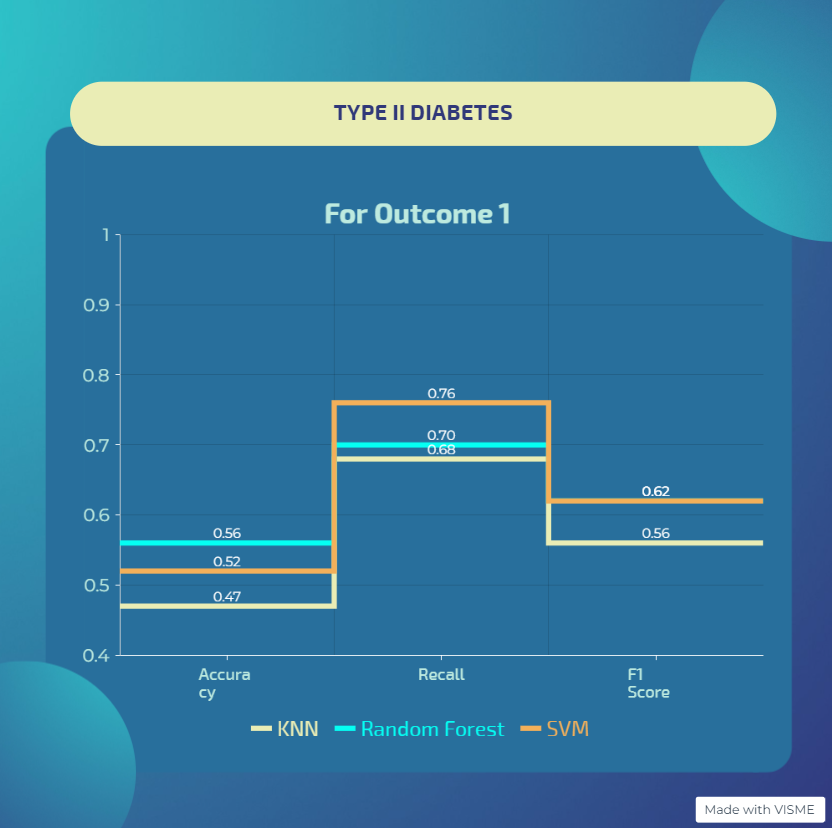 TYPE II DIABETES
For Outcome 1
1
0.9
0.8
0.76
0.70
0.7
0.68
0.62
0.6
0.56
0.56
0.52
0.5
0.47
0.4
Accura
cy
Recall
F1
Score
KNN Random Forest SVM
Made with VISME